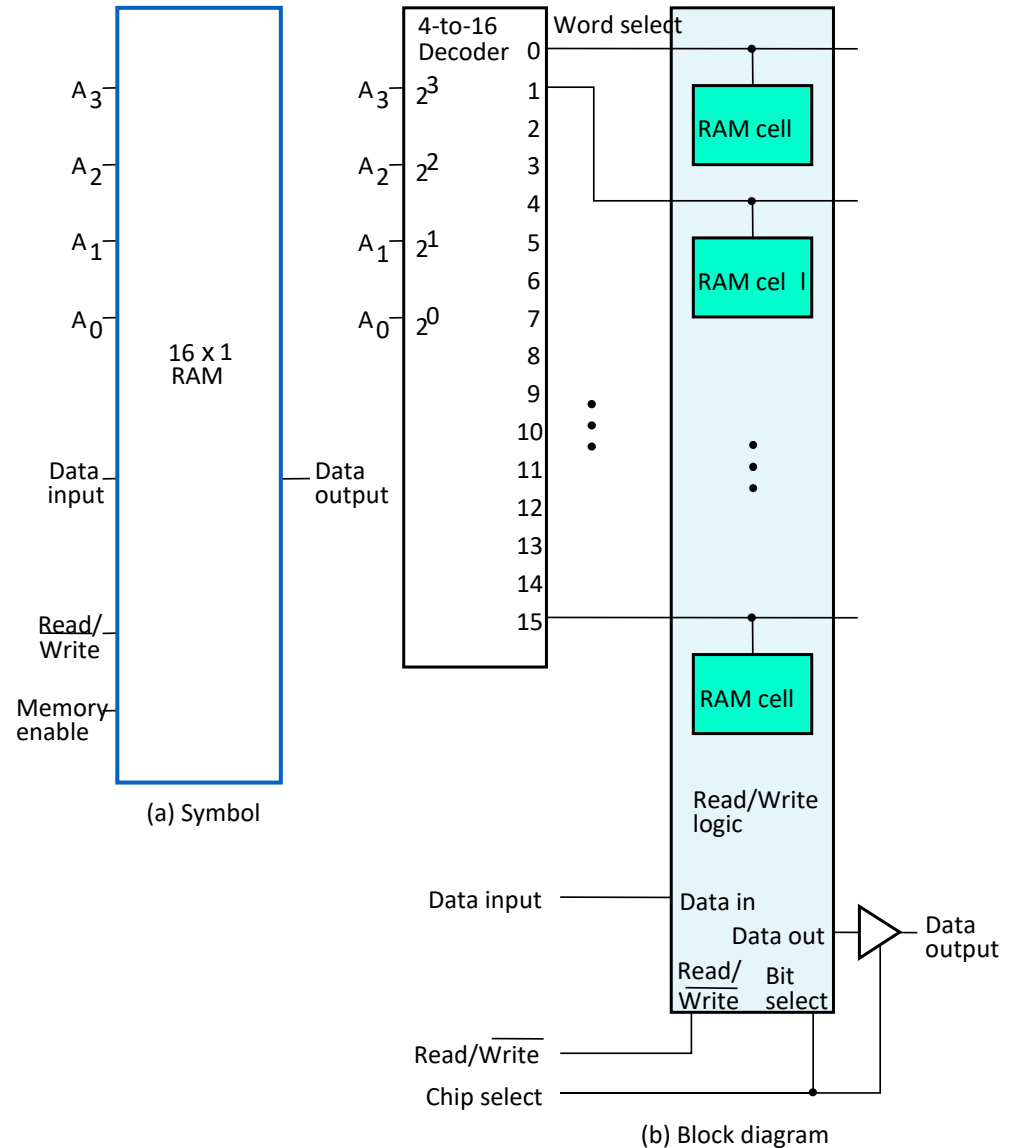 A3
A2
A1
A0
16 x 1
RAM
Data
input
Data
output
Read/
Write
Memory
enable
(a) Symbol
4-to-16
Decoder
A3
2^3
A2
2^2
A1
2^1
A0
2^0
0
1
2
3
4
5
6
7
8
9
10
11
12
13
14
15
Word select
RAM cell
RAM cel l
RAM cell
Read/Write
logic
Data input
Data in
Data out
Data
output
Read/
Write
Bit
select
Read/Write
Chip select
(b) Block diagram